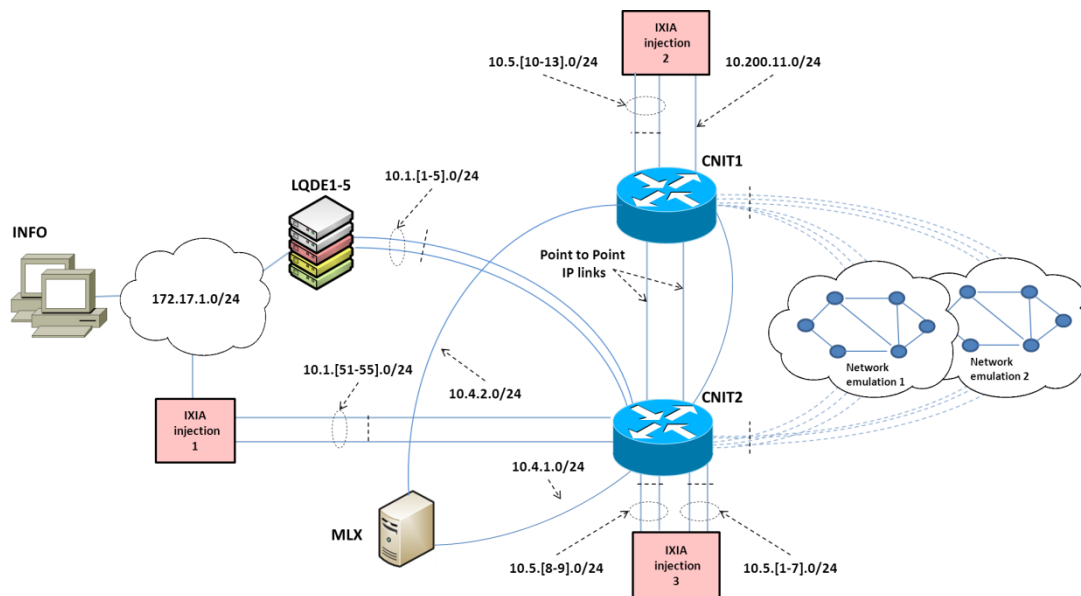 IXIA
injection
2
10.5.[10-13].0/24
10.200.11.0/24
CNIT1
LQDE1-5
10.1.[1-5].0/24
INFO
172.17.1.0/24
Point to Point
IP links
Network
emulation 1
Network
emulation 2
10.1.[51-55].0/24
10.4.2.0/24
CNIT2
IXIA
injection
1
10.4.1.0/24
MLX
10.5.[8-9].0/24
IXIA
injection
3
10.5.[1-7].0/24